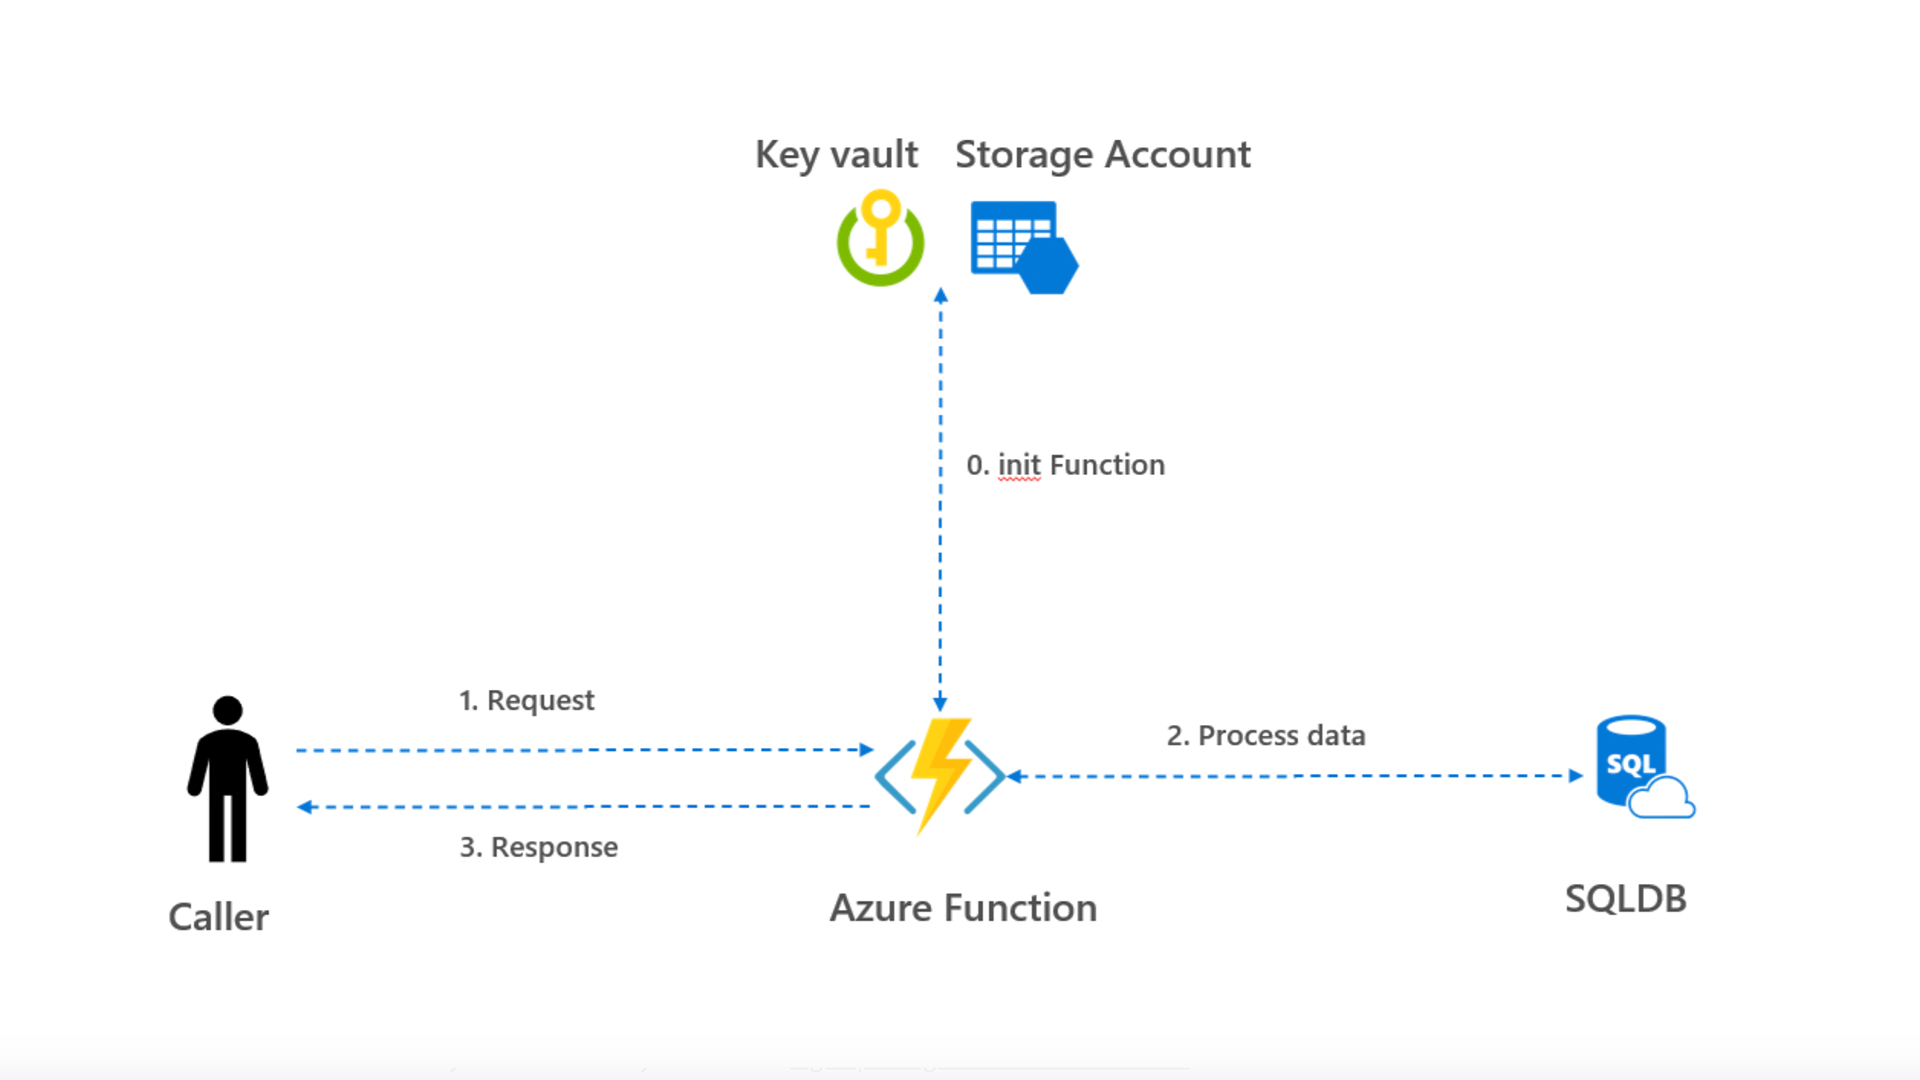 Key vault Storage Account
0. init Function
1. Request
2. Process data
SQL
3. Response
Caller
Azure Function
SQLDB